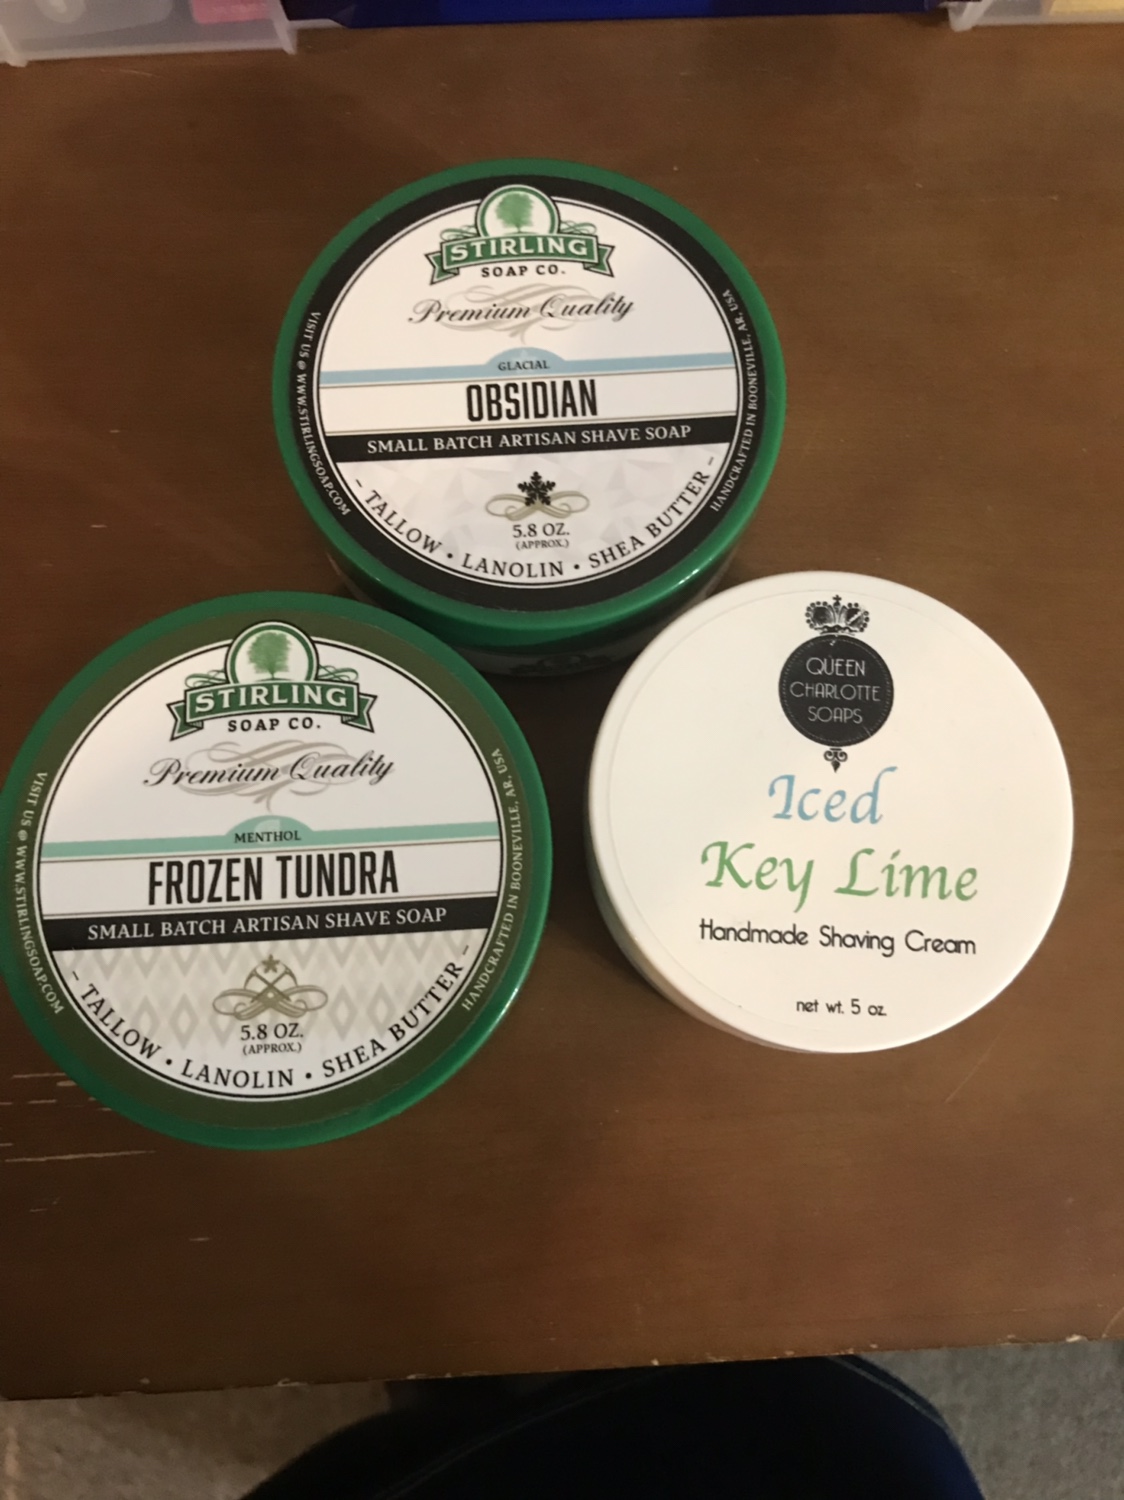 STIRLING
SOAP CO.
Premium Quality
GLACIAL
OBSIDIAN
SMALL BATCH ARTISAN SHAVE SOAP
5.8 OZ.
(APPROX.)
- TALLOW • LANOLIN • SHEA BUTTER -
VISIT US @ WWW.STIRLINGSOAP.COM
HANDCRAFTED IN BOONEVILLE, AR, USA
STIRLING
SOAP CO.
Premium Quality
MENTHOL
FROZEN TUNDRA
SMALL BATCH ARTISAN SHAVE SOAP
5.8 OZ.
(APPROX.)
- TALLOW • LANOLIN • SHEA BUTTER -
VISIT US @ WWW.STIRLINGSOAP.COM
HANDCRAFTED IN BOONEVILLE, AR, USA
QUEEN
CHARLOTTE
SOAPS
Iced
Key Lime
Handmade Shaving Cream
net wt. 5 oz.